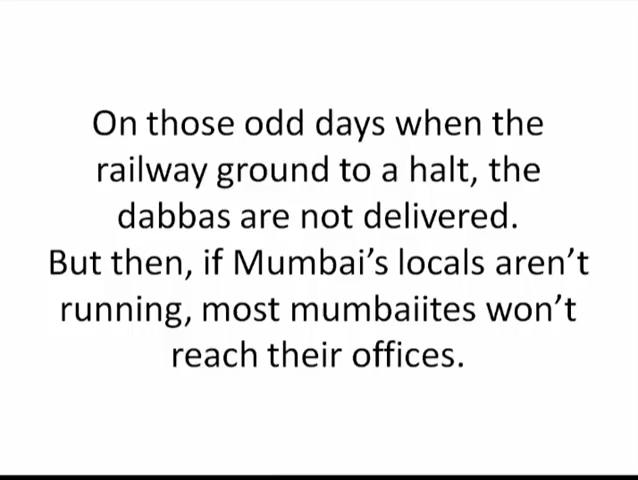 On those odd days when the
railway ground to a halt, the
dabbas are not delivered.
But then, if Mumbai’s locals aren’t
running, most mumbaiites won’t
reach their offices.